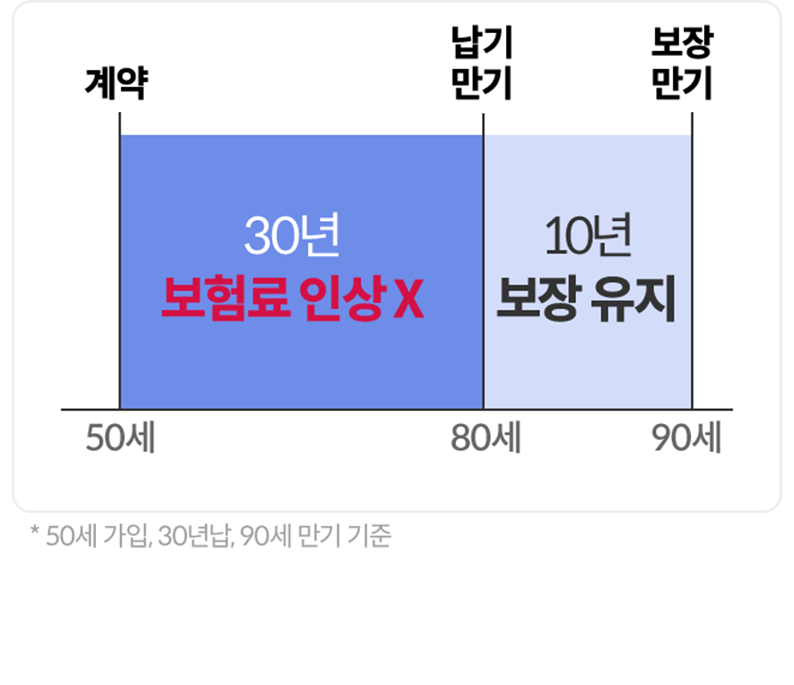 계약
납기
만기
보장
만기
30년
보험료 인상 X
10년
보장 유지
50세
80세
90세
* 50세 가입, 30년납, 90세 만기 기준